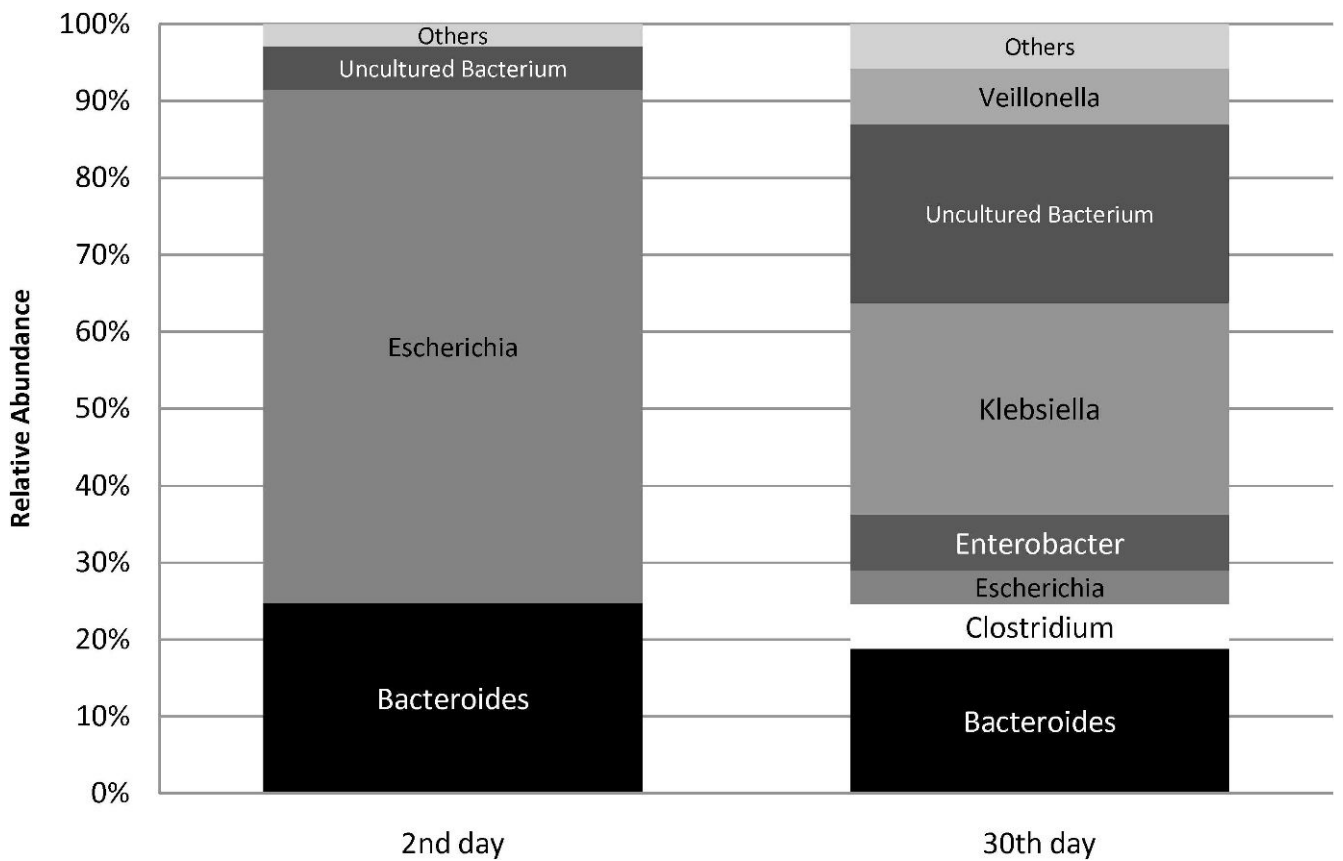 100%
90%
80%
70%
60%
50%
40%
30%
20%
10%
0%
Relative Abundance
Others
Uncultured Bacterium
Escherichia
Bacteroides
Others
Veillonella
Uncultured Bacterium
Klebsiella
Enterobacter
Escherichia
Clostridium
Bacteroides
2nd day
30th day